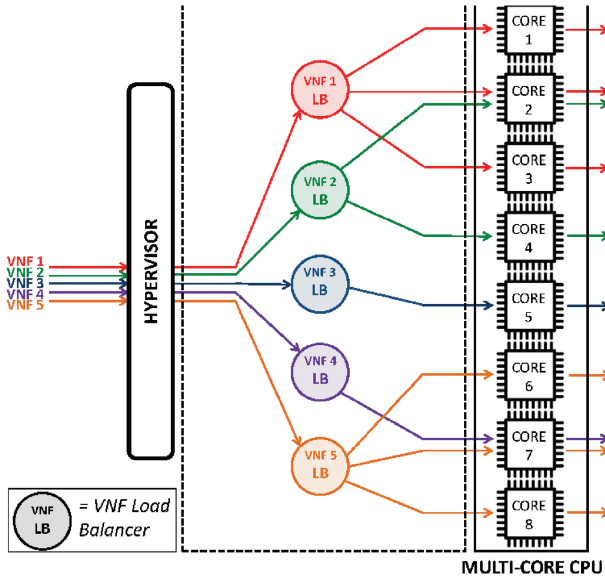 CORE
1
VNF 1
LB
CORE
2
CORE
3
VNF 2
LB
CORE
4
VNF 1
VNF 2
VNF 3
VNF 4
VNF 5
HYPERVISOR
VNF 3
LB
CORE
5
VNF 4
LB
CORE
6
CORE
7
VNF 5
LB
CORE
8
VNF
LB
= VNF Load
Balancer
MULTI-CORE CPU